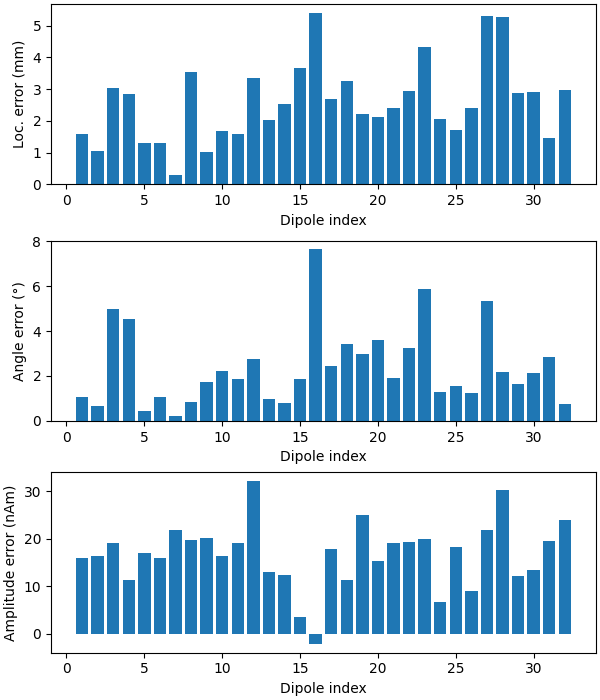 Loc. error (mm)
5
4
3
2
1
0
0 5 10 15 20 25 30
Dipole index
Angle error (°)
8
6
4
2
0
0 5 10 15 20 25 30
Dipole index
Amplitude error (nAm)
30
20
10
0
0 5 10 15 20 25 30
Dipole index